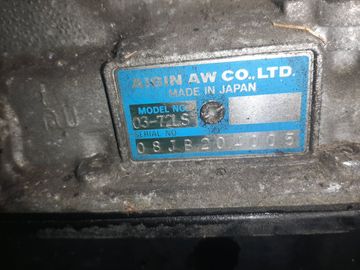 AISIN AW CO., LTD.
MADE IN JAPAN
MODEL NO
03-72LS
SERIAL NO